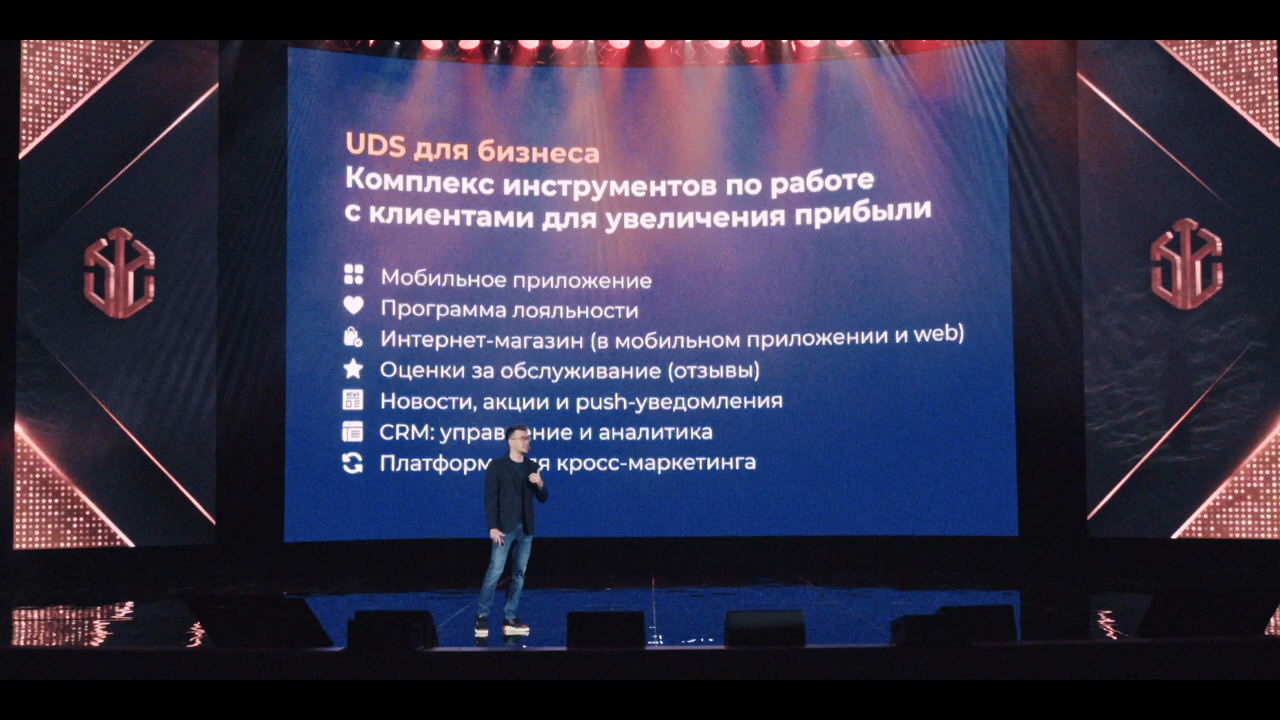 UDS для бизнеса
Комплекс инструментов по работе
с клиентами для увеличения прибыли
Мобильное приложение
Программа лояльности
Интернет-магазин (в мобильном приложении и web)
Оценки за обслуживание (отзывы)
NEWS
Новости, акции и push-уведомления
CRM: и аналитика
кросс-маркетинга